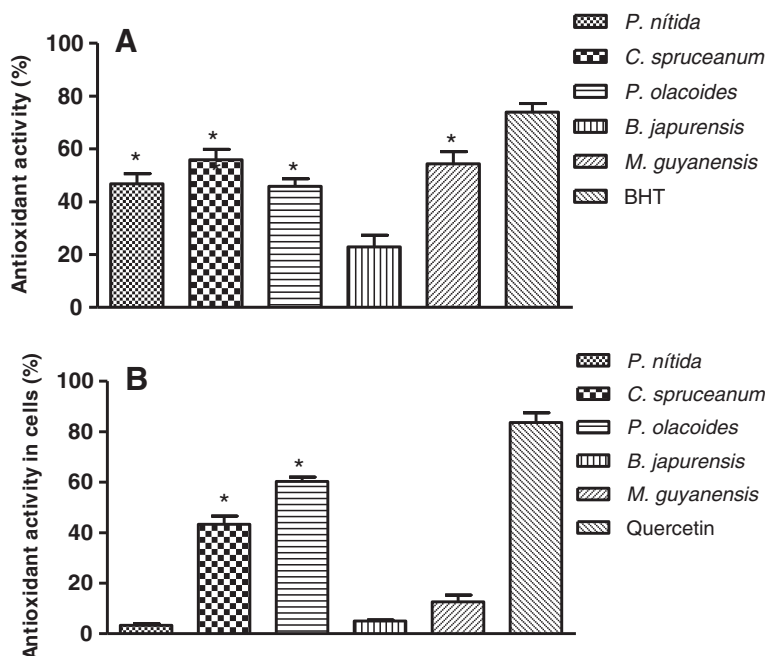 A
Antioxidant activity (%)
100
80
60
40
20
0
*
*
*
*
P. nítida
C. spruceanum
P. olacoides
B. japurensis
M. guyanensis
BHT
B
Antioxidant activity in cells (%)
100
80
60
40
20
0
*
*
P. nítida
C. spruceanum
P. olacoides
B. japurensis
M. guyanensis
Quercetin